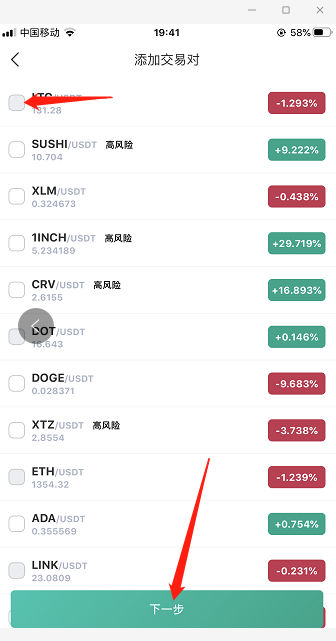 中国移动 19:41 58%
添加交易对
LTC/USDT
131.28 -1.293%
SUSHI/USDT 高风险
10.704 +9.222%
XLM/USDT
0.324673 -0.438%
1INCH/USDT 高风险
5.234189 +29.719%
CRV/USDT 高风险
2.6155 +16.893%
DOT/USDT
16.643 +0.146%
DOGE/USDT
0.028371 -9.683%
XTZ/USDT 高风险
2.8554 -3.738%
ETH/USDT
1354.32 -1.239%
ADA/USDT
0.355569 +0.754%
LINK/USDT
23.0809 -0.231%
下一步